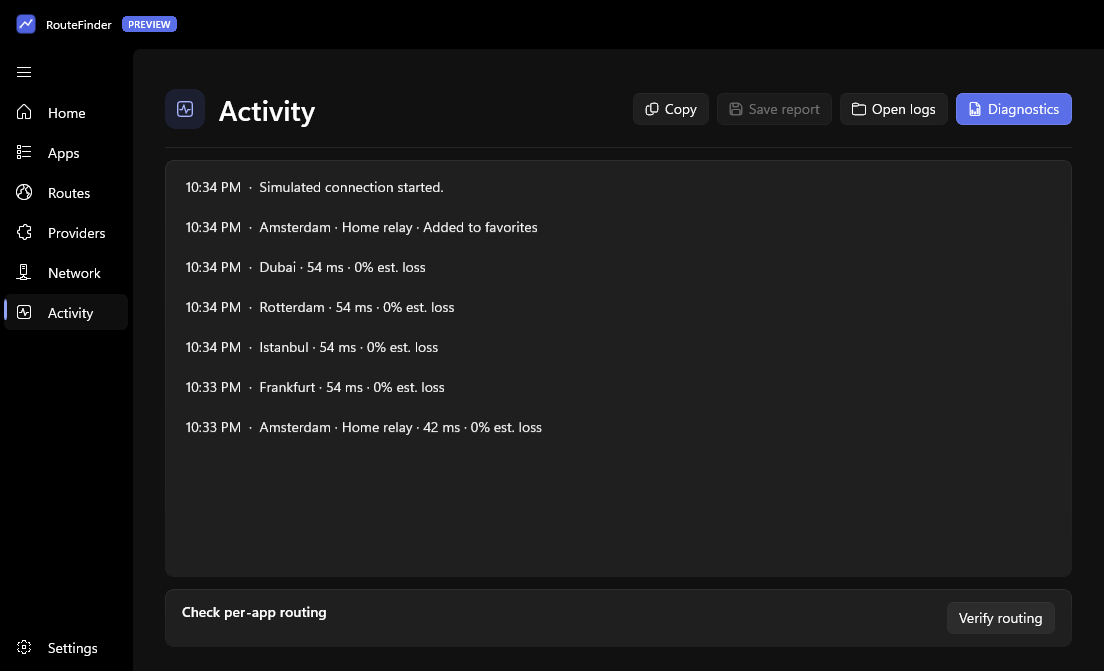 RouteFinder PREVIEW
Home
Apps
Routes
Providers
Network
Activity
Settings
Activity
Copy
Save report
Open logs
Diagnostics
10:34 PM · Simulated connection started.
10:34 PM · Amsterdam · Home relay · Added to favorites
10:34 PM · Dubai · 54 ms · 0% est. loss
10:34 PM · Rotterdam · 54 ms · 0% est. loss
10:34 PM · Istanbul · 54 ms · 0% est. loss
10:33 PM · Frankfurt · 54 ms · 0% est. loss
10:33 PM · Amsterdam · Home relay · 42 ms · 0% est. loss
Check per-app routing
Verify routing